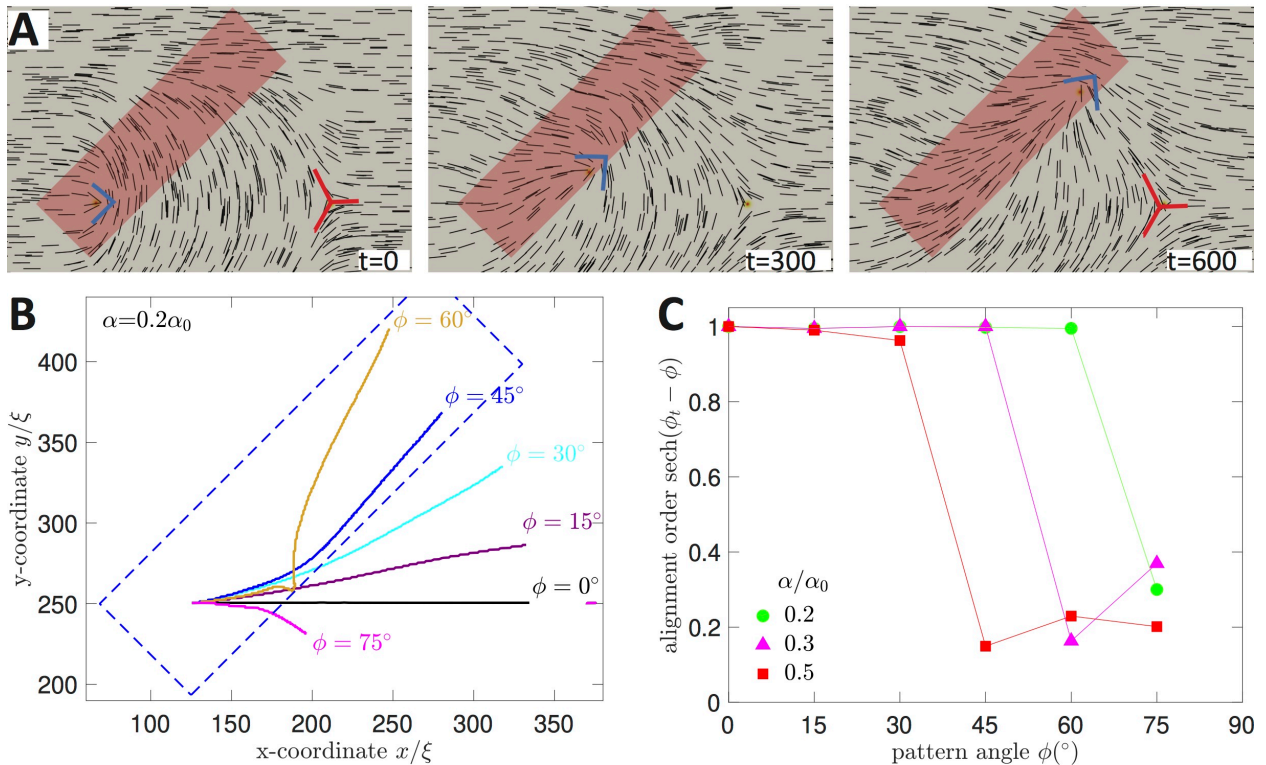 A
t=0
t=300
t=600
B
α=0.2α₀
ϕ = 60°
ϕ = 45°
ϕ = 30°
ϕ = 15°
ϕ = 0°
ϕ = 75°
y-coordinate y/ξ
400
350
300
250
200
100
150
200
250
300
350
x-coordinate x/ξ
C
alignment order sech(ϕₜ − ϕ)
1
0.8
0.6
0.4
0.2
0
α/α₀
0.2
0.3
0.5
0
15
30
45
60
75
90
pattern angle ϕ(°)